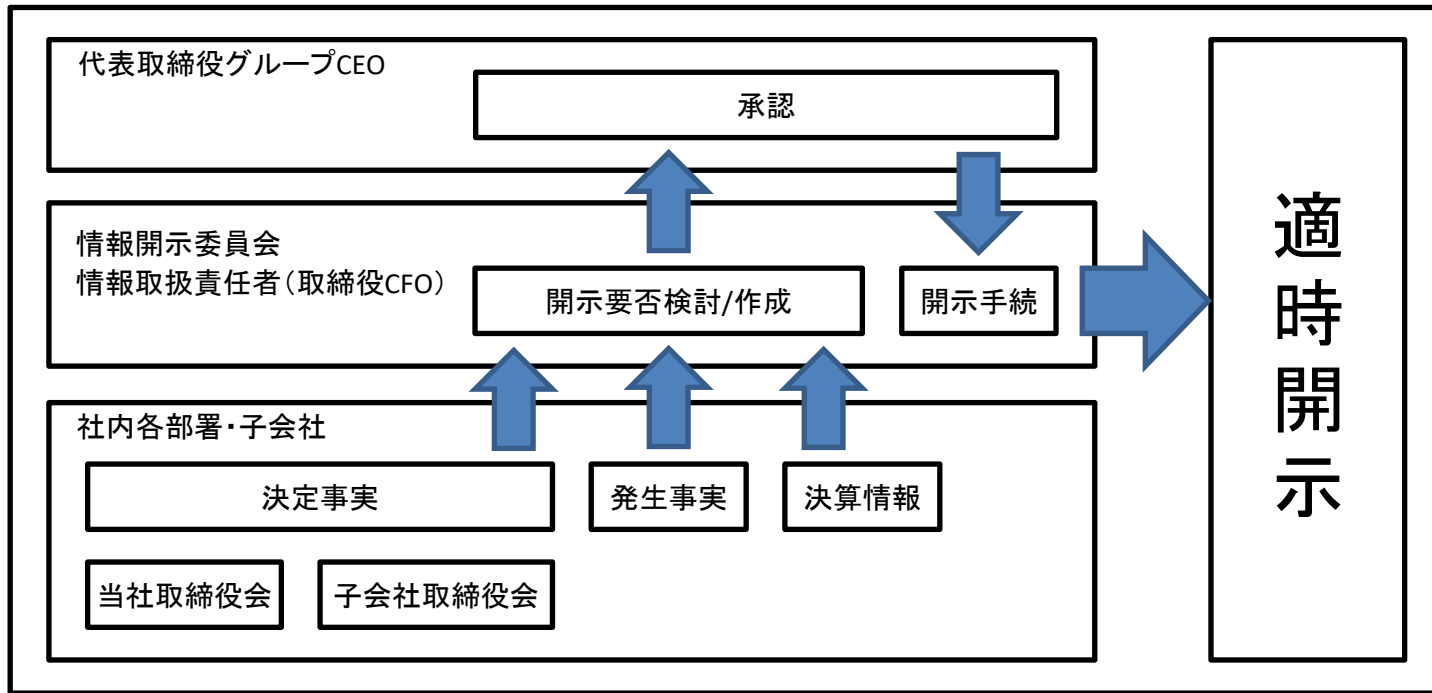 代表取締役グループCEO
承認
情報開示委員会
情報取扱責任者（取締役CFO）
開示要否検討/作成
開示手続
社内各部署・子会社
決定事実
発生事実
決算情報
当社取締役会
子会社取締役会
適時開示